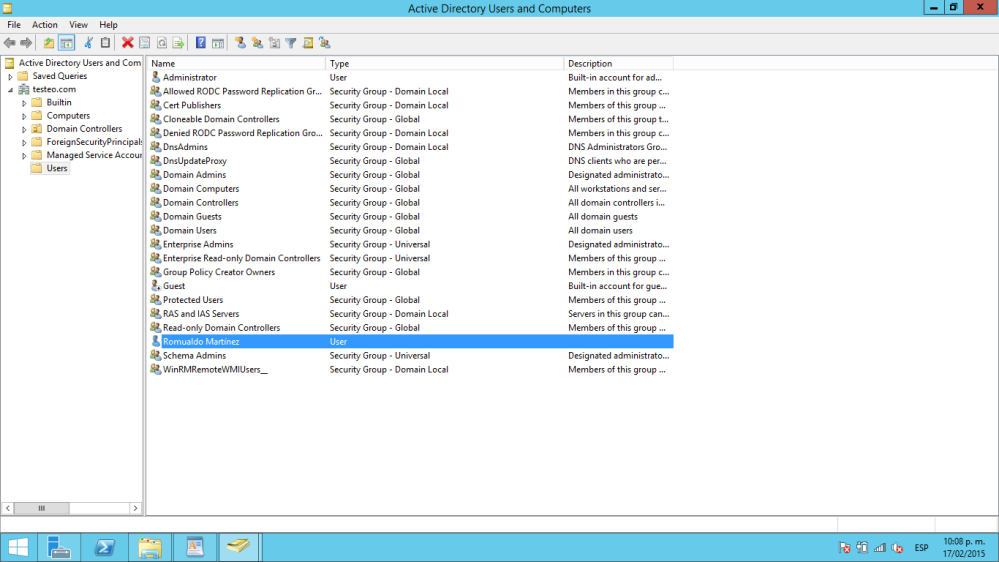 Active Directory Users and Computers
File Action View Help
Active Directory Users and Com
Saved Queries
testeo.com
Builtin
Computers
Domain Controllers
ForeignSecurityPrincipals
Managed Service Accour
Users
Name Type Description
Administrator User Built-in account for ad...
Allowed RODC Password Replication Gr... Security Group - Domain Local Members in this group c...
Cert Publishers Security Group - Domain Local Members of this group ...
Cloneable Domain Controllers Security Group - Global Members of this group t...
Denied RODC Password Replication Gro... Security Group - Domain Local Members in this group c...
DnsAdmins Security Group - Domain Local DNS Administrators Gro...
DnsUpdateProxy Security Group - Global DNS clients who are per...
Domain Admins Security Group - Global Designated administrato...
Domain Computers Security Group - Global All workstations and ser...
Domain Controllers Security Group - Global All domain controllers i...
Domain Guests Security Group - Global All domain guests
Domain Users Security Group - Global All domain users
Enterprise Admins Security Group - Universal Designated administrato...
Enterprise Read-only Domain Controllers Security Group - Universal Members of this group ...
Group Policy Creator Owners Security Group - Global Members in this group c...
Guest User Built-in account for gue...
Protected Users Security Group - Global Members of this group ...
RAS and IAS Servers Security Group - Domain Local Servers in this group can...
Read-only Domain Controllers Security Group - Global Members of this group ...
Romualdo Martínez User
Schema Admins Security Group - Universal Designated administrato...
WinRMRemoteWMIUsers__ Security Group - Domain Local Members of this group ...
ESP
10:08 p. m.
17/02/2015